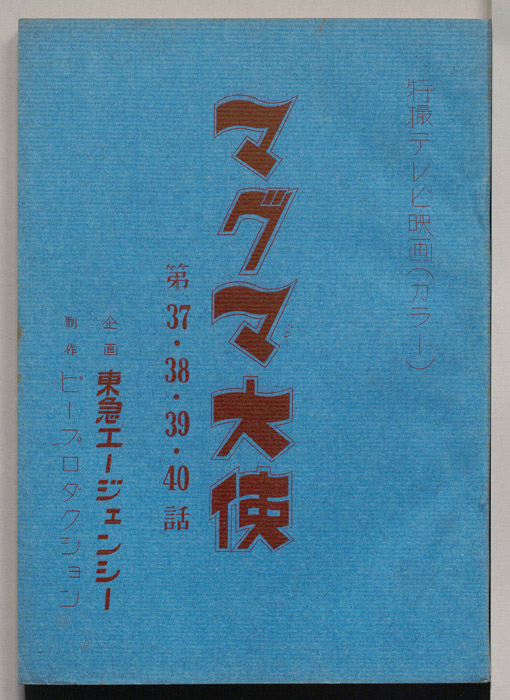 特撮テレビ映画(カラー)
マグマ大使
第37・38・39・40話
企画 東急エージェンシー
制作 ピープロダクション